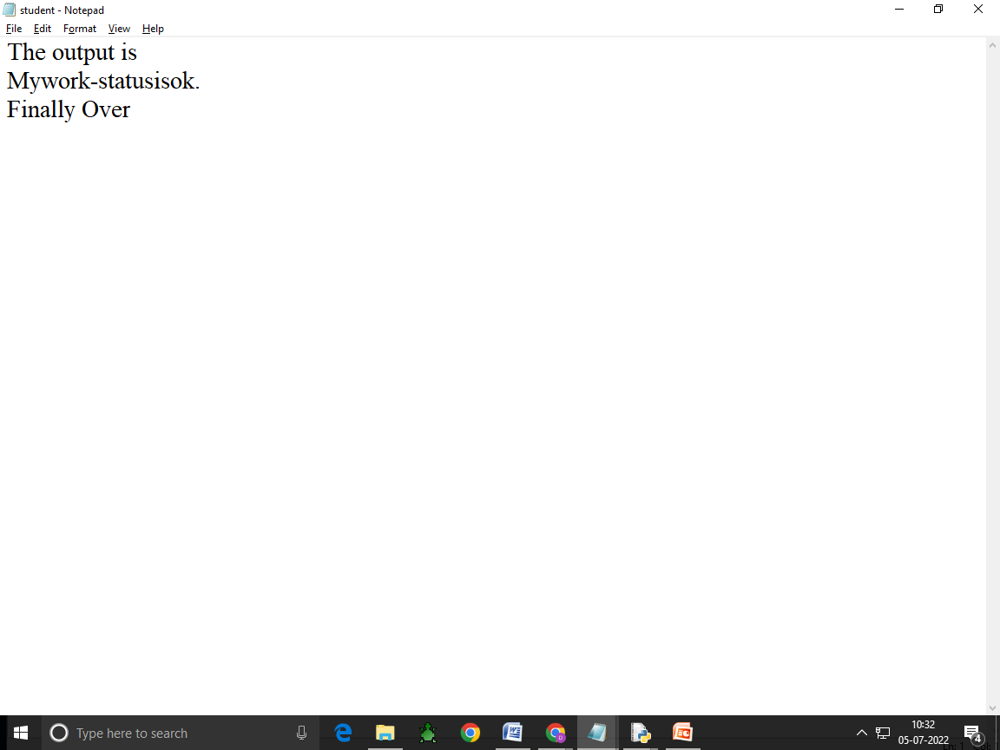 student - Notepad
File Edit Format View Help
The output is
Mywork-statusisok.
Finally Over
Type here to search
10:32
05-07-2022
4